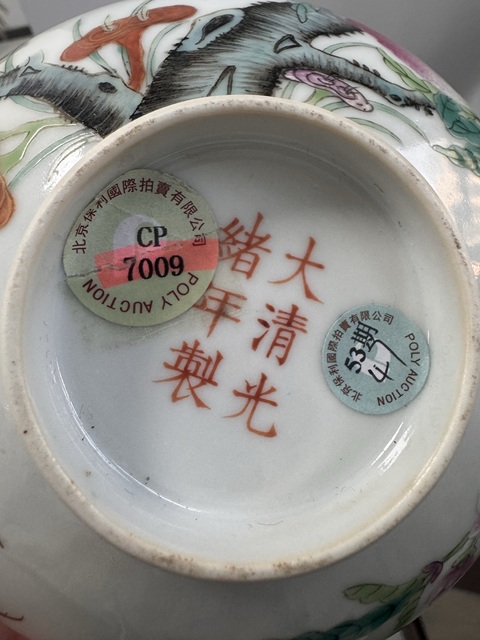 大清光
緒年製
北京保利國際拍賣有限公司
CP
7009
POLY AUCTION
北京保利國際拍賣有限公司
53期
POLY AUCTION